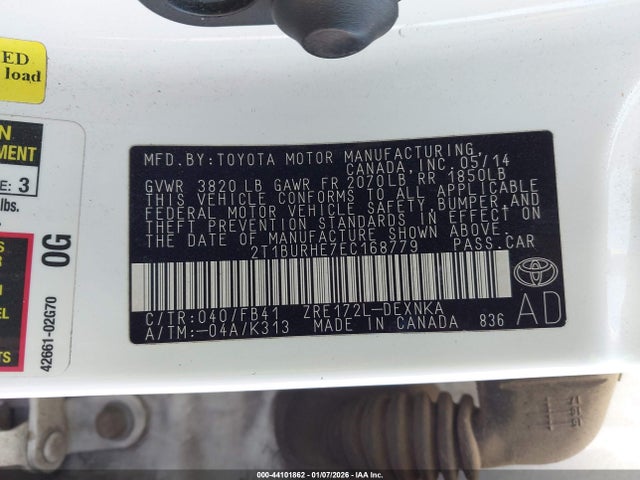 ED
load
N
MENT
E: 3
lbs.
0G
42661-02G70
EL
TS
MFD. BY: TOYOTA MOTOR MANUFACTURING,
CANADA, INC. 05/14
GVWR 3820 LB GAWR FR 2070LB RR 1850LB
THIS VEHICLE CONFORMS TO ALL APPLICABLE
FEDERAL MOTOR VEHICLE SAFETY, BUMPER, AND
THEFT PREVENTION STANDARDS IN EFFECT ON
THE DATE OF MANUFACTURE SHOWN ABOVE.
2T1BURHE7EC168779 PASS.CAR
C/TR: 040/FB41 ZRE172L-DEXNKA
A/TM: -04A/K313 MADE IN CANADA 836
AD
000-44101862 - 01/07/2026 - IAA Inc.